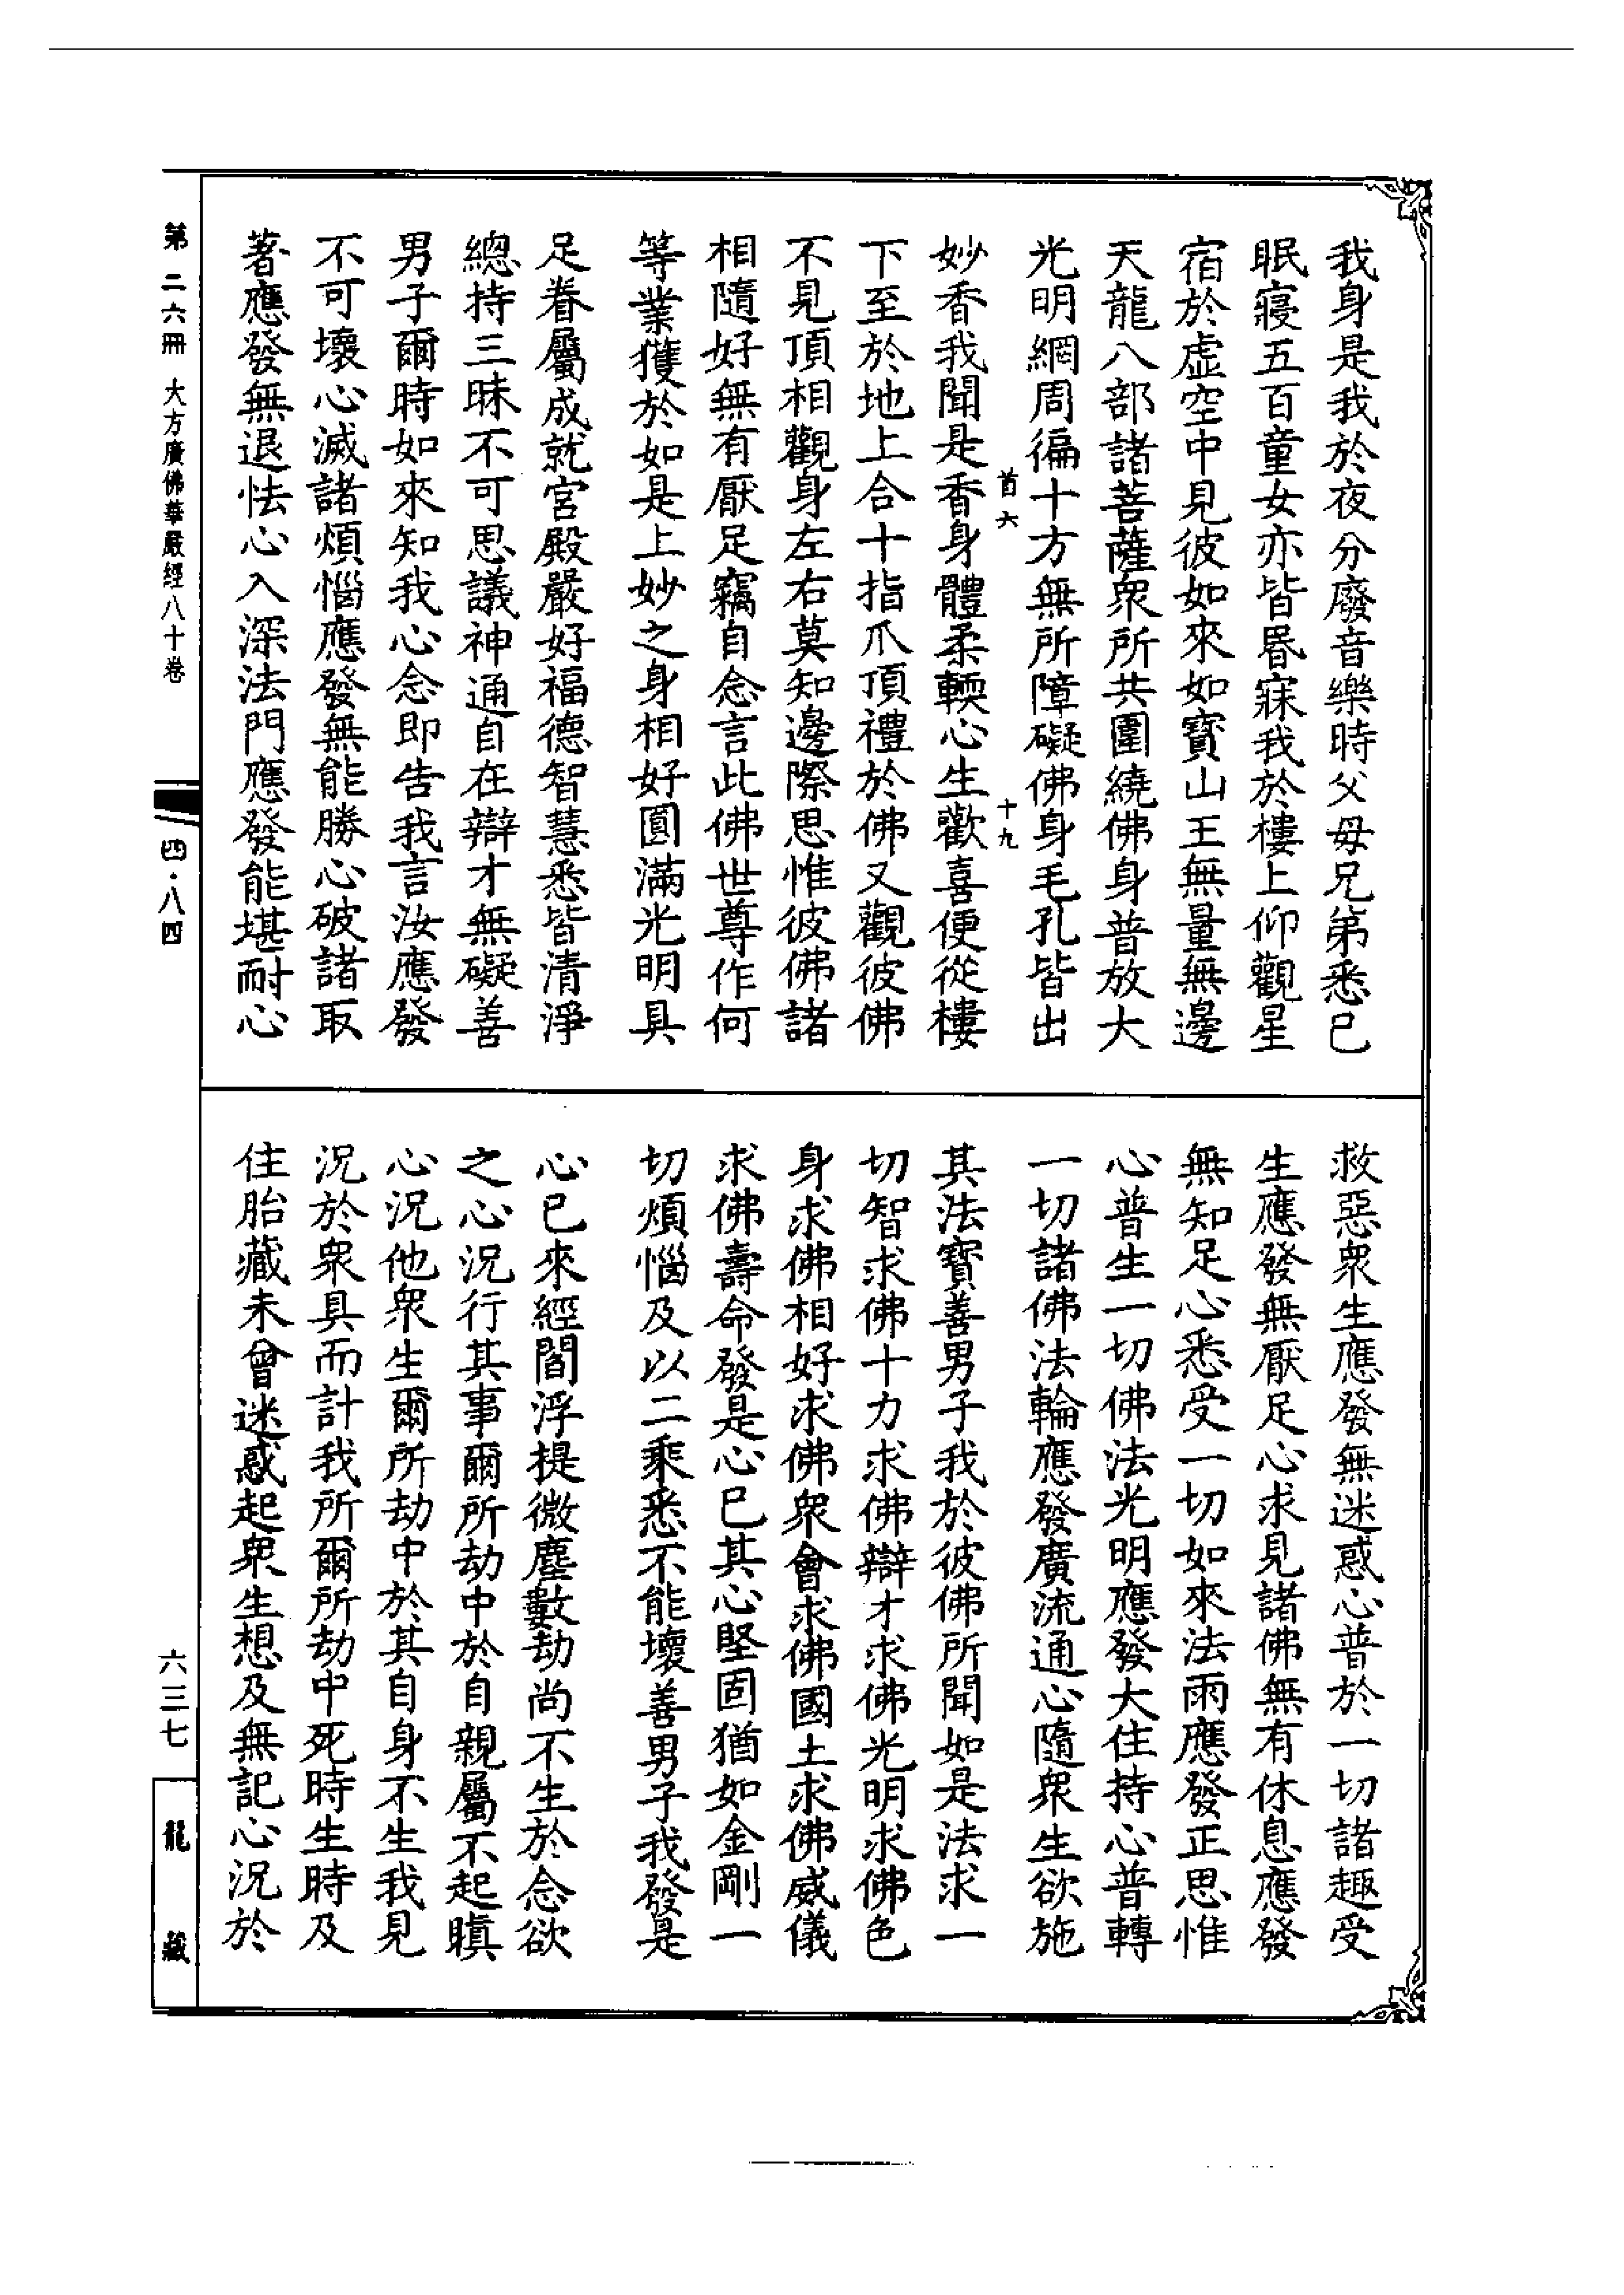 我身是我於夜分廢音樂時父母兄弟悉已
眠寢五百童女亦皆昬寐我於樓上仰觀星
宿於虛空中見彼如來如寳山王無量無邊
天龍八部諸菩薩衆所共圍繞佛身普放大
光明網周徧十方無所障礙佛身毛孔皆出
首六 十九
妙香我聞是香身體柔輭心生歡喜便從樓
下至於地上合十指爪頂禮於佛又觀彼佛
不見頂相觀身左右莫知邊際思惟彼佛諸
相隨好無有厭足竊自念言此佛世尊作何
等業獲於如是上妙之身相好圓滿光明具
足眷屬成就宮殿嚴好福德智慧悉皆清淨
總持三昧不可思議神通自在辯才無礙善
男子爾時如來知我心念即告我言汝應發
不可壞心滅諸煩惱應發無能勝心破諸取
著應發無退怯心入深法門應發能堪耐心
救惡衆生應發無迷惑心普於一切諸趣受
生應發無厭足心求見諸佛無有休息應發
無知足心悉受一切如來法雨應發正思惟
心普生一切佛法光明應發大住持心普轉
一切諸佛法輪應發廣流通心隨衆生欲施
其法寳善男子我於彼佛所聞如是法求一
切智求佛十力求佛辯才求佛光明求佛色
身求佛相好求佛衆會求佛國土求佛威儀
求佛壽命發是心已其心堅固猶如金剛一
切煩惱及以二乘悉不能壞善男子我發是
心已來經閻浮提微塵數劫尚不生於念欲
之心況行其事爾所劫中於自親屬不起瞋
心況他衆生爾所劫中於其自身不生我見
況於衆具而計我所爾所劫中死時生時及
住胎藏未曾迷惑起衆生想及無記心況於
第二六冊 大方廣佛華嚴經八十卷
四·八四
六三七
龍藏